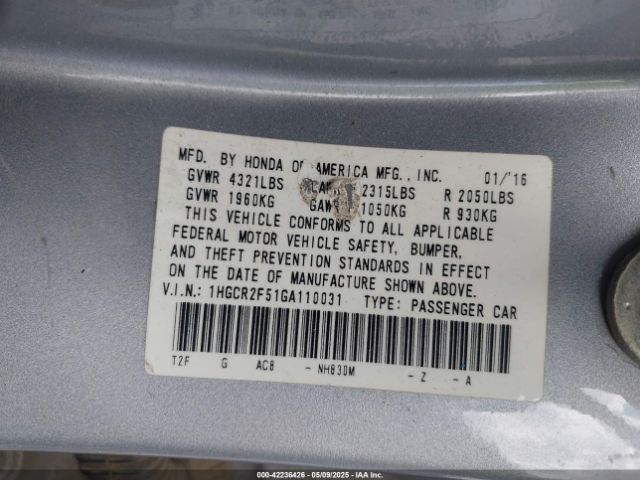 MFD. BY HONDA OF AMERICA MFG., INC. 01/'16
GVWR 4321LBS 2315LBS R 2050LBS
GVWR 1960KG GAWR 1050KG R 930KG
THIS VEHICLE CONFORMS TO ALL APPLICABLE
FEDERAL MOTOR VEHICLE SAFETY, BUMPER,
AND THEFT PREVENTION STANDARDS IN EFFECT
ON THE DATE OF MANUFACTURE SHOWN ABOVE.
V.I.N.: 1HGCR2F51GA110031 TYPE: PASSENGER CAR
T2F G AC8 - NH830M - Z - A
000-42236426 - 05/09/2025 - IAA Inc.